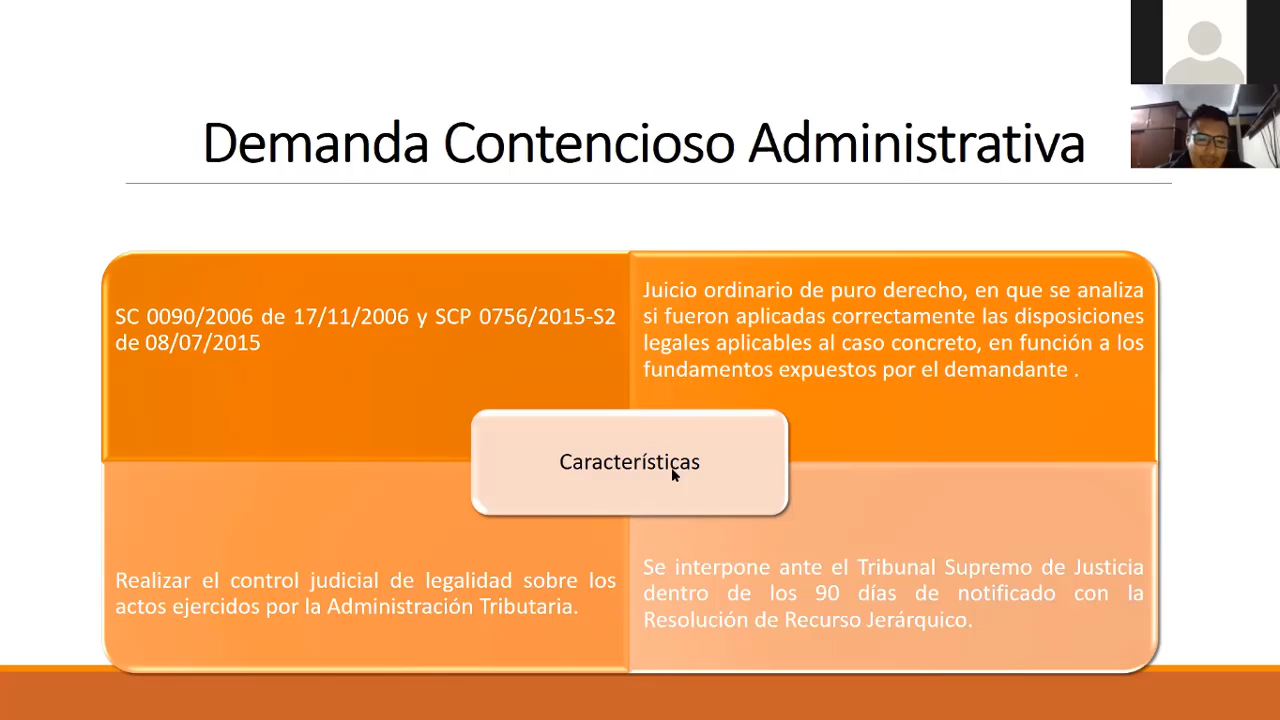 Demanda Contencioso Administrativa
SC 0090/2006 de 17/11/2006 y SCP 0756/2015-S2
de 08/07/2015
Juicio ordinario de puro derecho, en que se analiza
si fueron aplicadas correctamente las disposiciones
legales aplicables al caso concreto, en función a los
fundamentos expuestos por el demandante .
Características
Realizar el control judicial de legalidad sobre los
actos ejercidos por la Administración Tributaria.
Se interpone ante el Tribunal Supremo de Justicia
dentro de los 90 días de notificado con la
Resolución de Recurso Jerárquico.